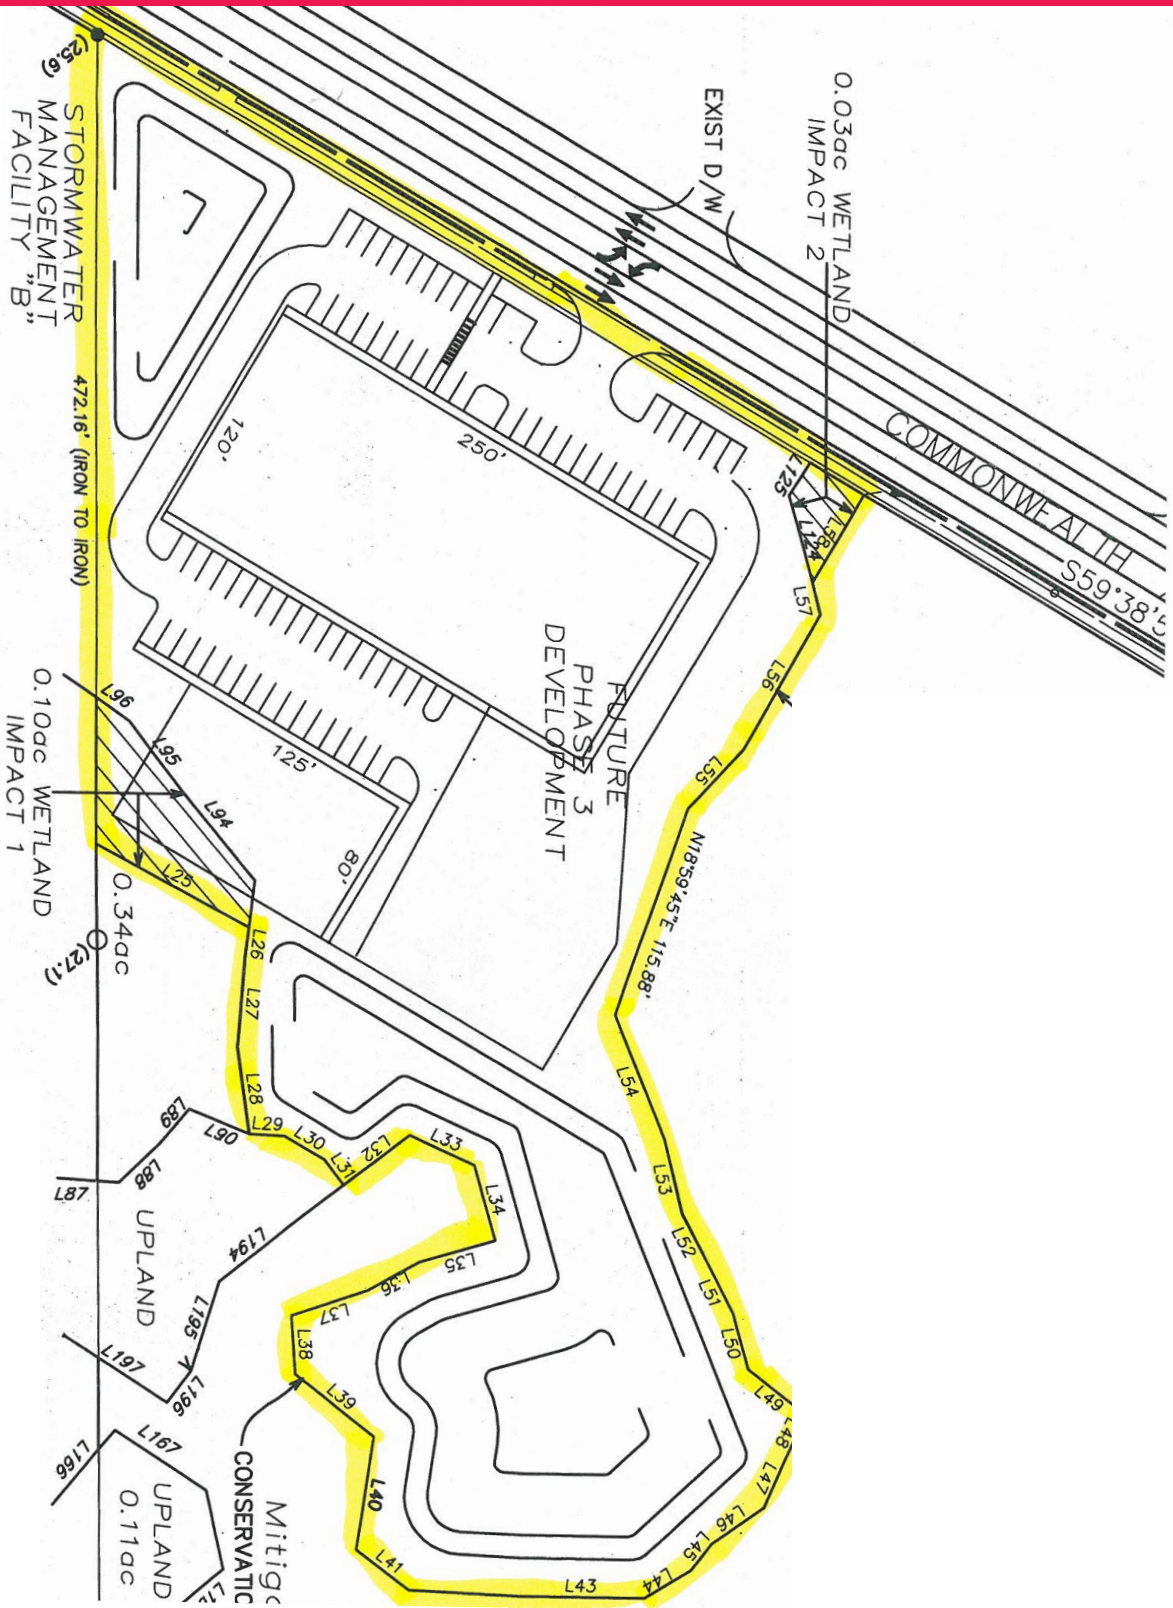 0.03ac WETLAND
IMPACT 2
EXIST D/W
COMMONWEALTH
S59°38'5
(25.6)
STORMWATER
MANAGEMENT
FACILITY "B"
472.16' (IRON TO IRON)
120'
250'
L125
L124
L58
L57
L56
L55
N18°59'45"E 115.88'
FUTURE
PHASE 3
DEVELOPMENT
125'
80'
L96
L95
L94
0.10ac WETLAND
IMPACT 1
L25
0.34ac
(27.1)
L26
L27
L28
L29
L30
L31
L32
L33
L34
L35
L36
L37
L38
L39
L40
L41
L43
L44
L45
L46
L47
L48
L49
L50
L51
L52
L53
L54
L90
L89
L88
L87
UPLAND
L194
L195
L196
L197
L167
L166
UPLAND
0.11ac
Mitig
CONSERVATIO